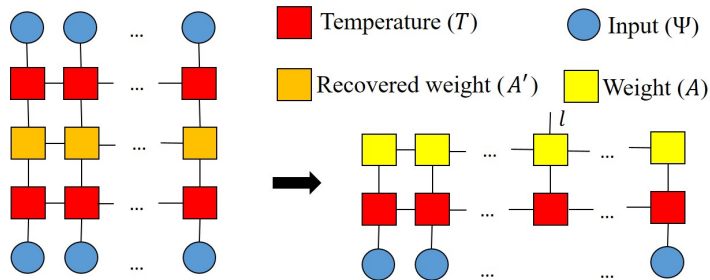 ... Temperature (T) Input (Ψ)
...
Recovered weight (A′) Weight (A)
l
...
... ...
...
... ...
... ... ...